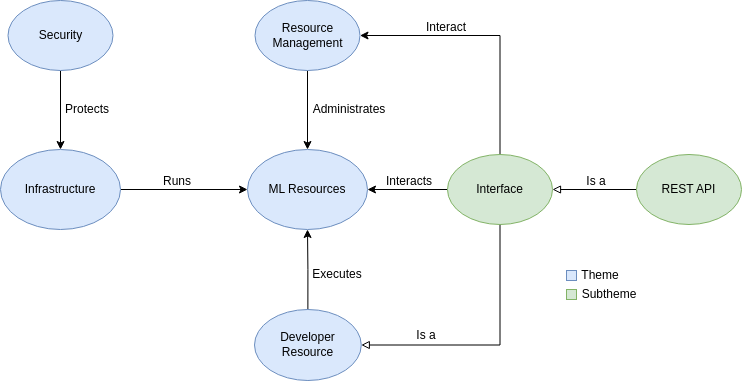 Security
Resource
Management
Interact
Protects
Administrates
Infrastructure
Runs
ML Resources
Interacts
Interface
Is a
REST API
Executes
Theme
Subtheme
Developer
Resource
Is a